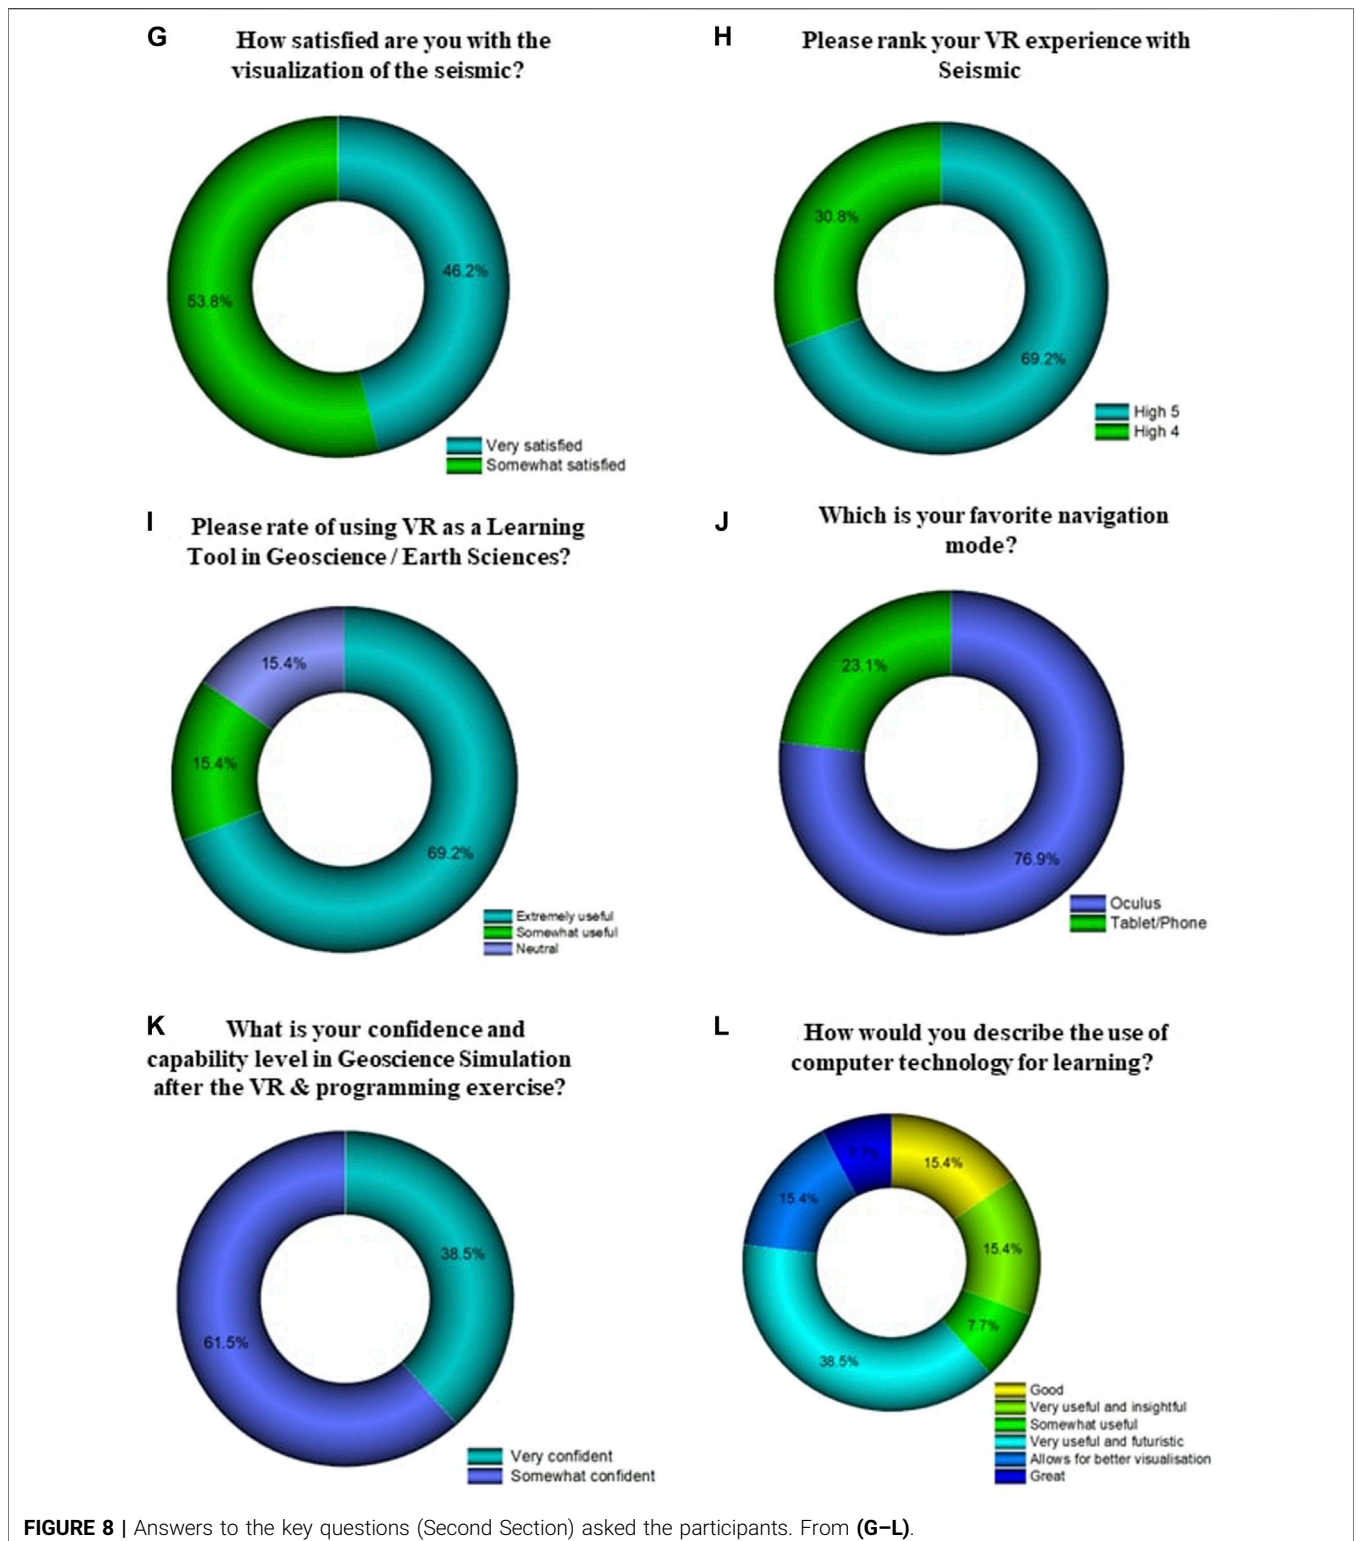 G
How satisfied are you with the
visualization of the seismic?
46.2%
53.8%
Very satisfied
Somewhat satisfied
H
Please rank your VR experience with
Seismic
30.8%
69.2%
High 5
High 4
I
Please rate of using VR as a Learning
Tool in Geoscience / Earth Sciences?
15.4%
15.4%
69.2%
Extremely useful
Somewhat useful
Neutral
J
Which is your favorite navigation
mode?
23.1%
76.9%
Oculus
Tablet/Phone
K
What is your confidence and
capability level in Geoscience Simulation
after the VR & programming exercise?
38.5%
61.5%
Very confident
Somewhat confident
L
How would you describe the use of
computer technology for learning?
7.7%
15.4%
15.4%
15.4%
7.7%
38.5%
Good
Very useful and insightful
Somewhat useful
Very useful and futuristic
Allows for better visualisation
Great
FIGURE 8 | Answers to the key questions (Second Section) asked the participants. From (G–L).